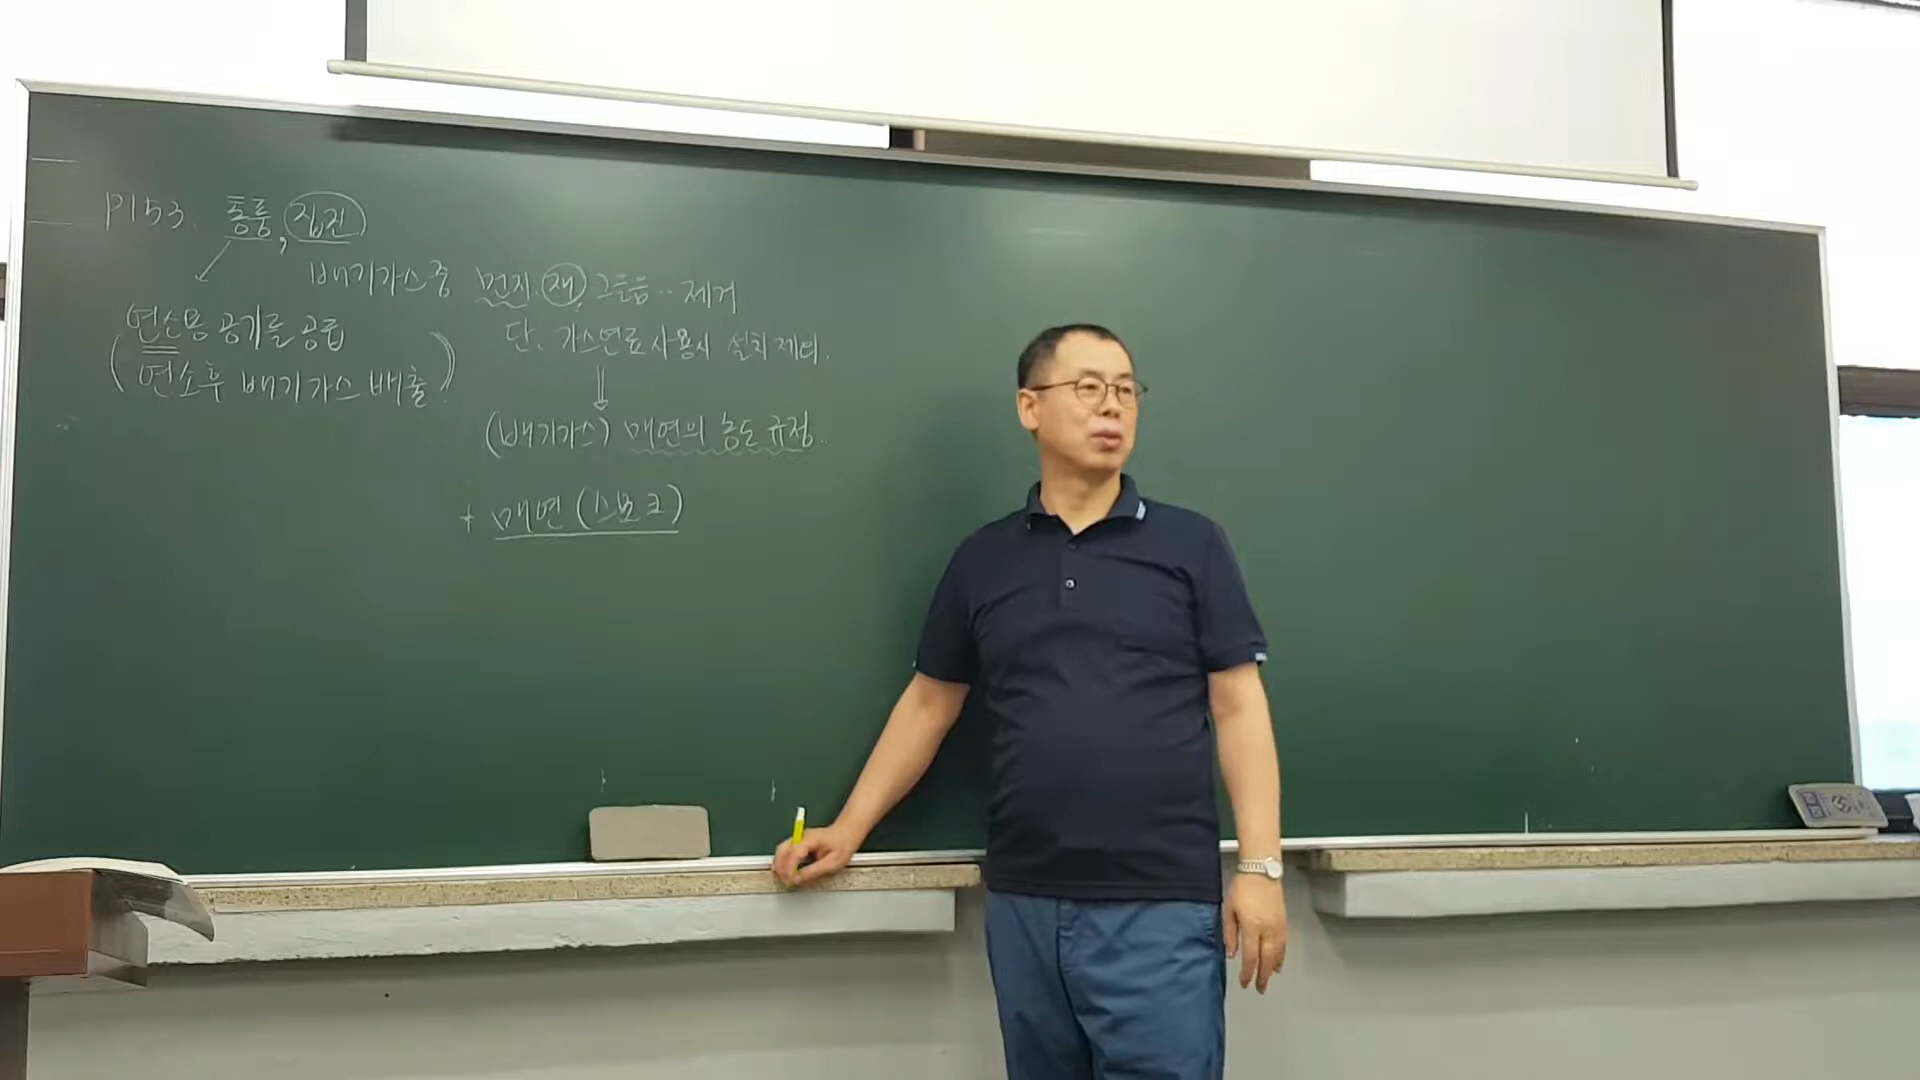 P153. 통풍, 집진
배기가스 중 먼지. 재. 그을음.. 제거
연소용 공기를 공급
단. 가스연료 사용시 설치 제외.
연소후 배기가스 배출.
(배기가스) 매연의 농도 규정.
+ 매연 (스모크)